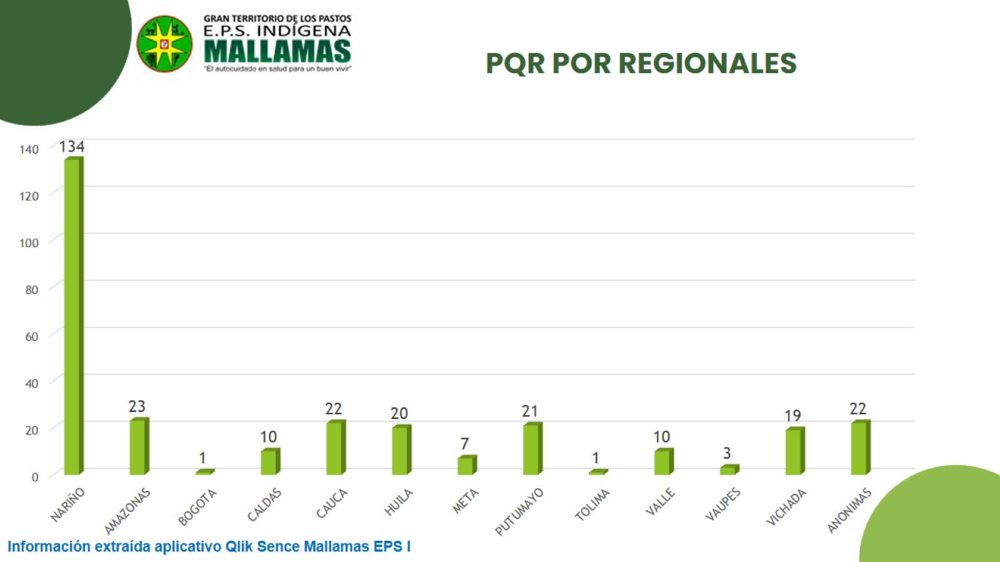 GRAN TERRITORIO DE LOS PASTOS
E.P.S. INDÍGENA
MALLAMAS
"El autocuidado en salud para un buen vivir"
PQR POR REGIONALES
140
120
100
80
60
40
20
0
134
23
1
10
22
20
7
21
1
10
3
19
22
NARIÑO
AMAZONAS
BOGOTA
CALDAS
CAUCA
HUILA
META
PUTUMAYO
TOLIMA
VALLE
VAUPES
VICHADA
ANONIMAS
Información extraída aplicativo Qlik Sence Mallamas EPS I